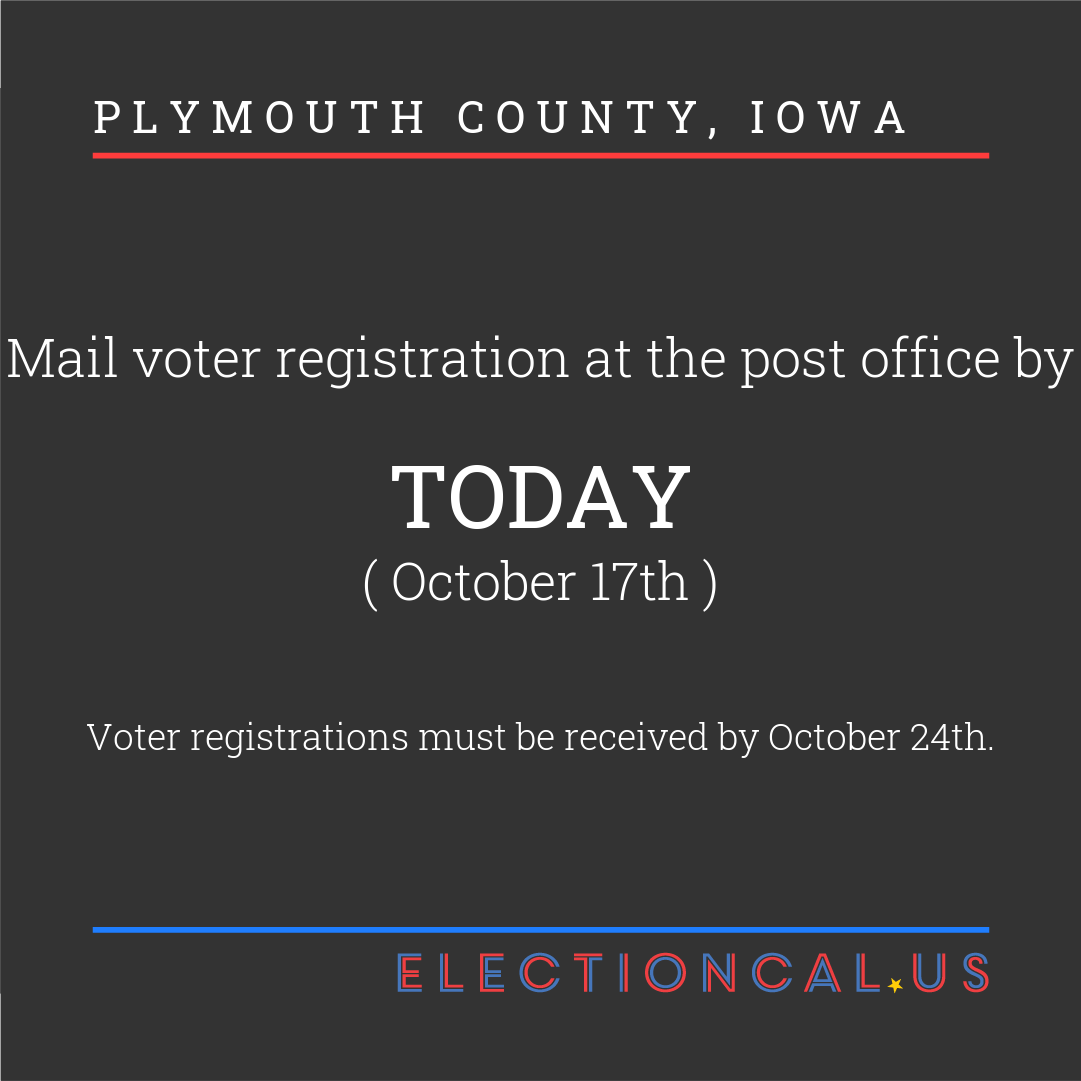 PLYMOUTH COUNTY, IOWA
Mail voter registration at the post office by
TODAY
( October 17th )
Voter registrations must be received by October 24th.
ELECTIONCAL.US